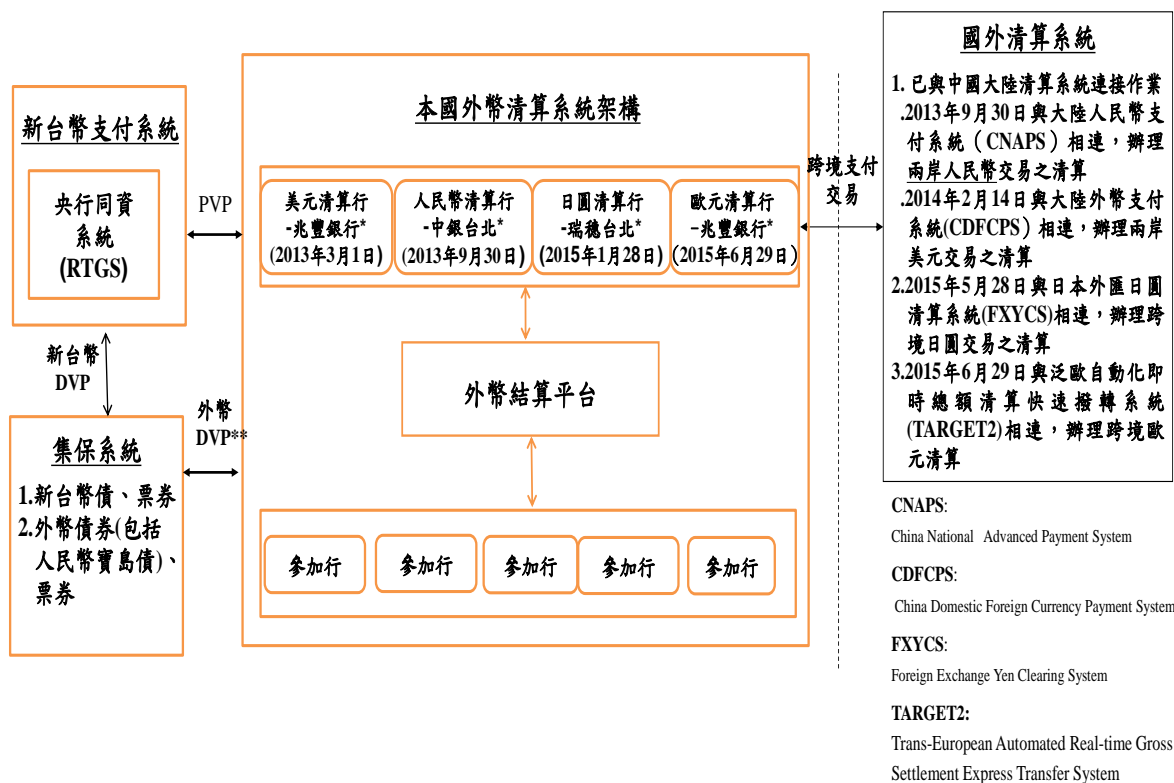 新台幣支付系統
央行同資
系統
(RTGS)
PVP
新台幣
DVP
集保系統
1.新台幣債、票券
2.外幣債券(包括
人民幣寶島債)、
票券
外幣
DVP**
本國外幣清算系統架構
美元清算行
-兆豐銀行*
(2013年3月1日)
人民幣清算行
-中銀台北*
(2013年9月30日)
日圓清算行
-瑞穗台北*
(2015年1月28日)
歐元清算行
-兆豐銀行*
(2015年6月29日)
外幣結算平台
參加行
參加行
參加行
參加行
參加行
跨境支付
交易
國外清算系統
1. 已與中國大陸清算系統連接作業
.2013年9月30日與大陸人民幣支
付系統（CNAPS）相連，辦理
兩岸人民幣交易之清算
.2014年2月14日與大陸外幣支付
系統(CDFCPS）相連，辦理兩岸
美元交易之清算
2.2015年5月28日與日本外匯日圓
清算系統(FXYCS)相連，辦理跨
境日圓交易之清算
3.2015年6月29日與泛歐自動化即
時總額清算快速撥轉系統
(TARGET2)相連，辦理跨境歐
元清算
CNAPS:
China National Advanced Payment System
CDFCPS:
China Domestic Foreign Currency Payment System
FXYCS:
Foreign Exchange Yen Clearing System
TARGET2:
Trans-European Automated Real-time Gross
Settlement Express Transfer System